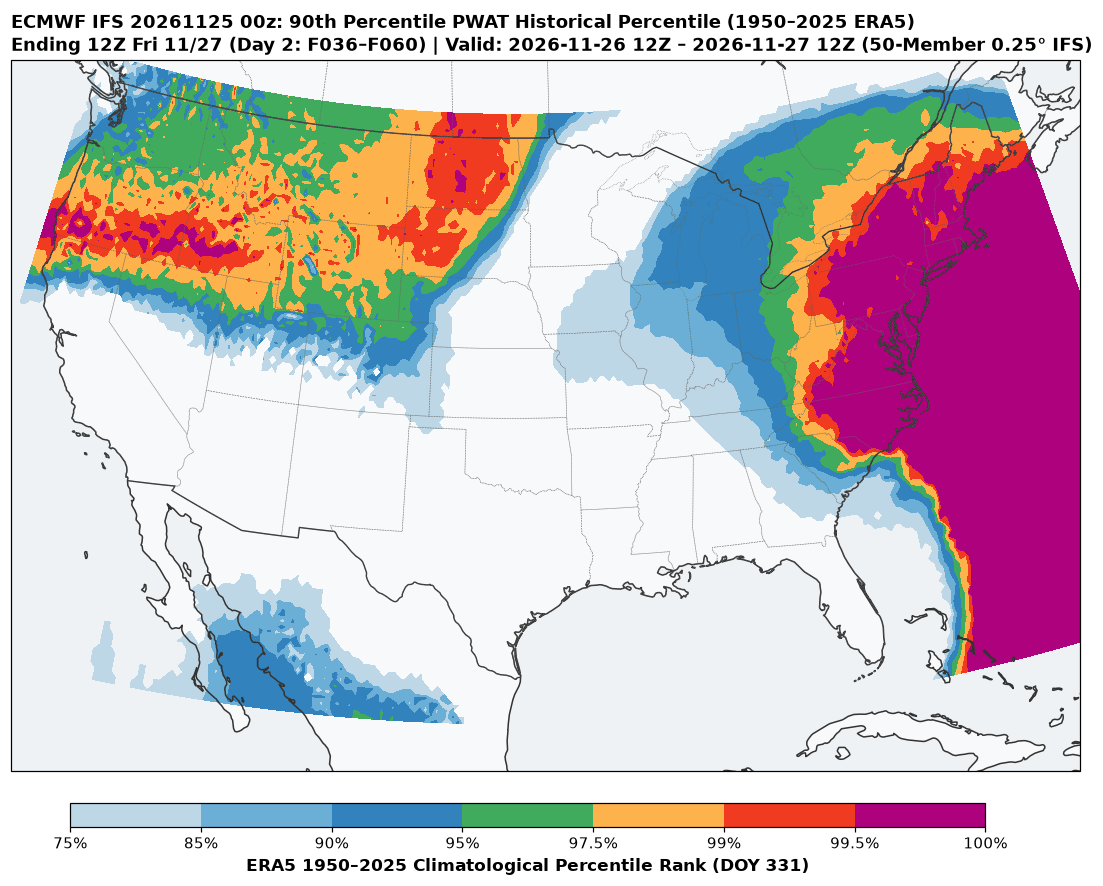 ECMWF IFS 20261125 00z: 90th Percentile PWAT Historical Percentile (1950–2025 ERA5)
Ending 12Z Fri 11/27 (Day 2: F036–F060) | Valid: 2026-11-26 12Z – 2026-11-27 12Z (50-Member 0.25° IFS)
75% 85% 90% 95% 97.5% 99% 99.5% 100%
ERA5 1950–2025 Climatological Percentile Rank (DOY 331)